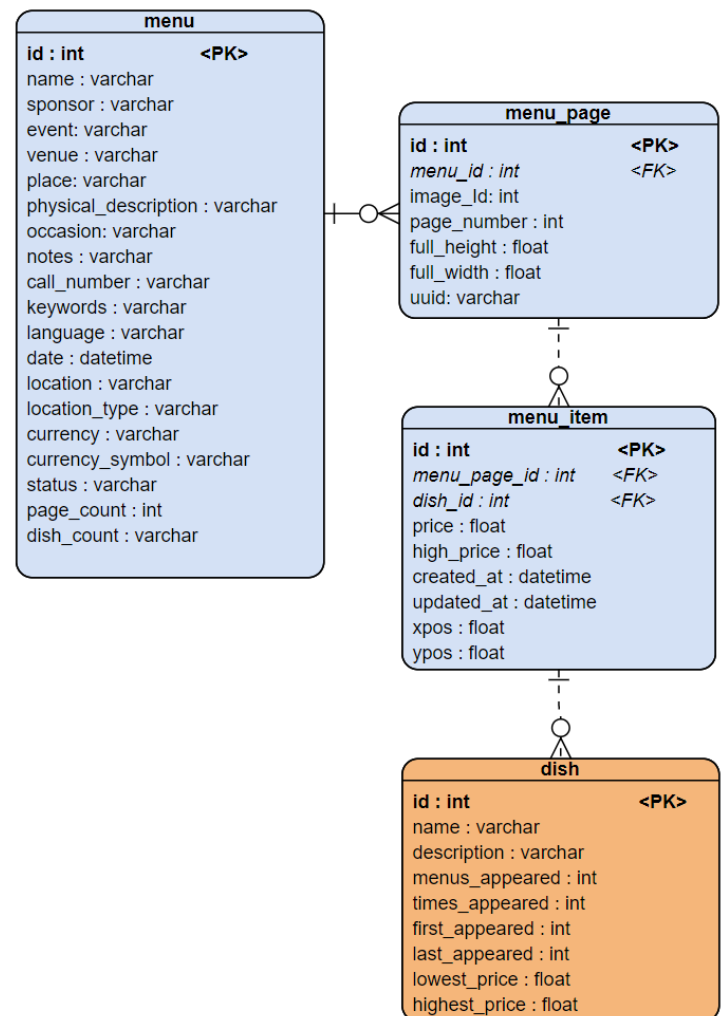 menu
id : int <PK>
name : varchar
sponsor : varchar
event: varchar
venue : varchar
place: varchar
physical_description : varchar
occasion: varchar
notes : varchar
call_number : varchar
keywords : varchar
language : varchar
date : datetime
location : varchar
location_type : varchar
currency : varchar
currency_symbol : varchar
status : varchar
page_count : int
dish_count : varchar
menu_page
id : int <PK>
menu_id : int <FK>
image_Id: int
page_number : int
full_height : float
full_width : float
uuid: varchar
menu_item
id : int <PK>
menu_page_id : int <FK>
dish_id : int <FK>
price : float
high_price : float
created_at : datetime
updated_at : datetime
xpos : float
ypos : float
dish
id : int <PK>
name : varchar
description : varchar
menus_appeared : int
times_appeared : int
first_appeared : int
last_appeared : int
lowest_price : float
highest_price : float